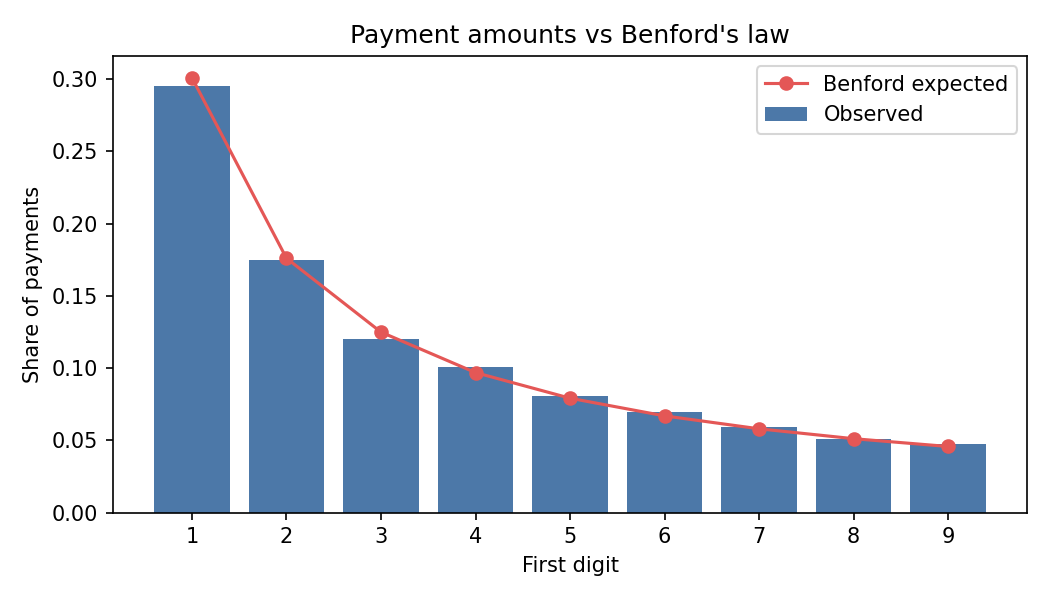 Payment amounts vs Benford's law
Benford expected
Observed
Share of payments
0.30
0.25
0.20
0.15
0.10
0.05
0.00
1 2 3 4 5 6 7 8 9
First digit